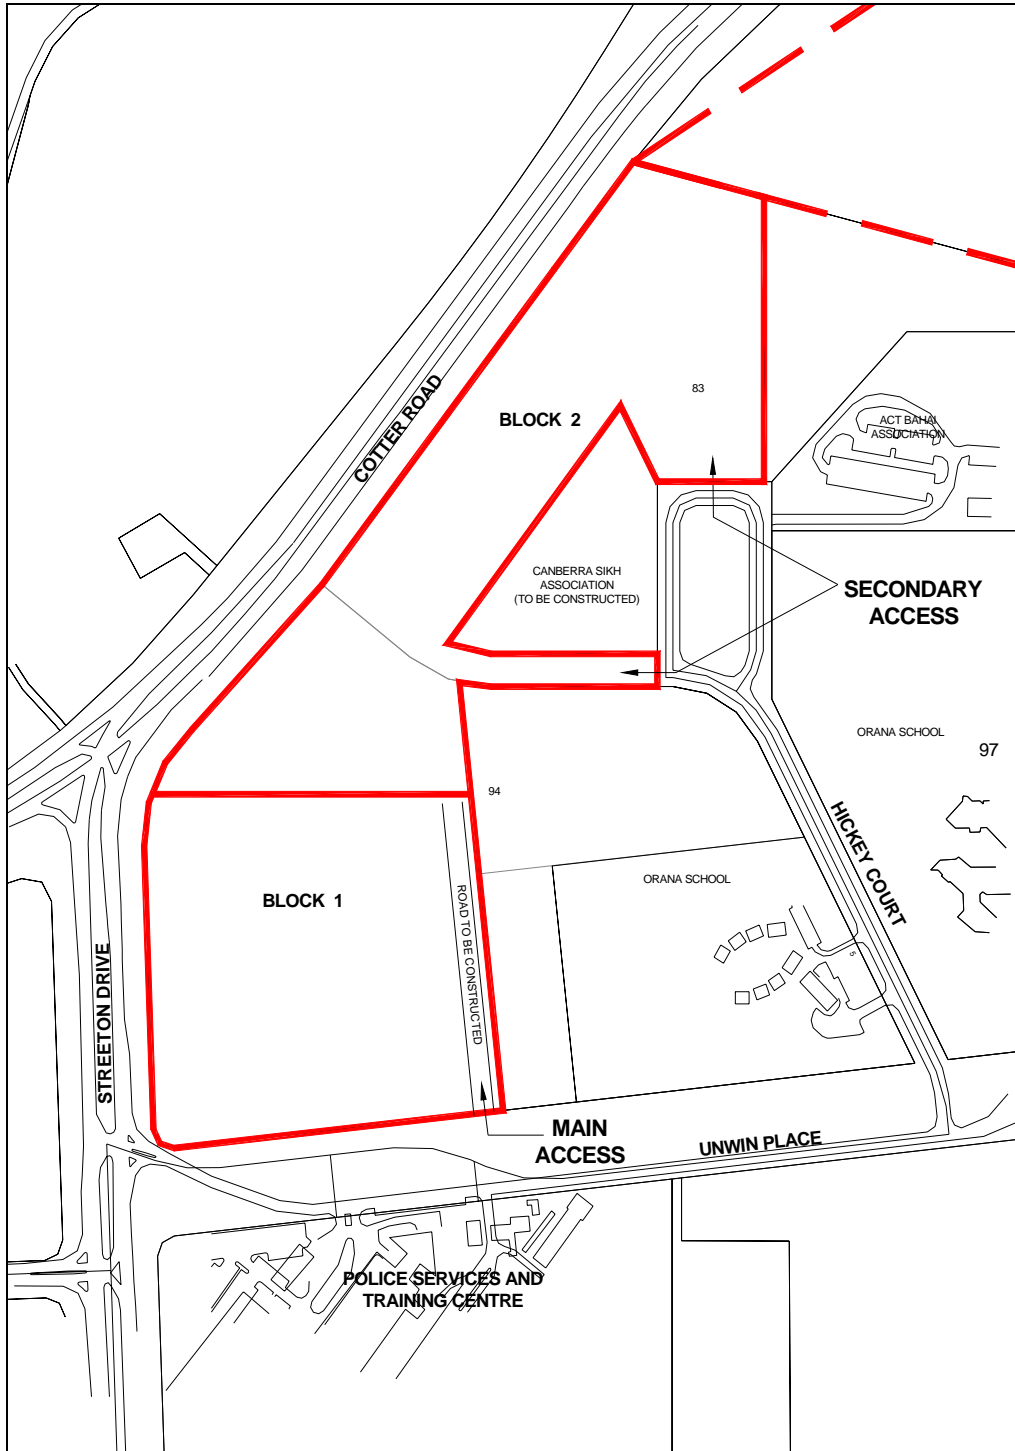 83
BLOCK 2
ACT BAHAI
ASSOCIATION
COTTER ROAD
CANBERRA SIKH
ASSOCIATION
(TO BE CONSTRUCTED)
SECONDARY
ACCESS
ORANA SCHOOL
97
94
HICKEY COURT
ORANA SCHOOL
BLOCK 1
ROAD TO BE CONSTRUCTED
5
STREETON DRIVE
MAIN
ACCESS
UNWIN PLACE
POLICE SERVICES AND
TRAINING CENTRE